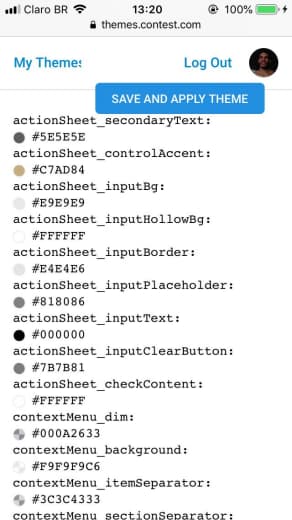 Claro BR 13:20 100%
themes.contest.com
My Themes Log Out
SAVE AND APPLY THEME
actionSheet_secondaryText:
#5E5E5E
actionSheet_controlAccent:
#C7AD84
actionSheet_inputBg:
#E9E9E9
actionSheet_inputHollowBg:
#FFFFFF
actionSheet_inputBorder:
#E4E4E6
actionSheet_inputPlaceholder:
#818086
actionSheet_inputText:
#000000
actionSheet_inputClearButton:
#7B7B81
actionSheet_checkContent:
#FFFFFF
contextMenu_dim:
#000A2633
contextMenu_background:
#F9F9F9C6
contextMenu_itemSeparator:
#3C3C4333
contextMenu_sectionSeparator: